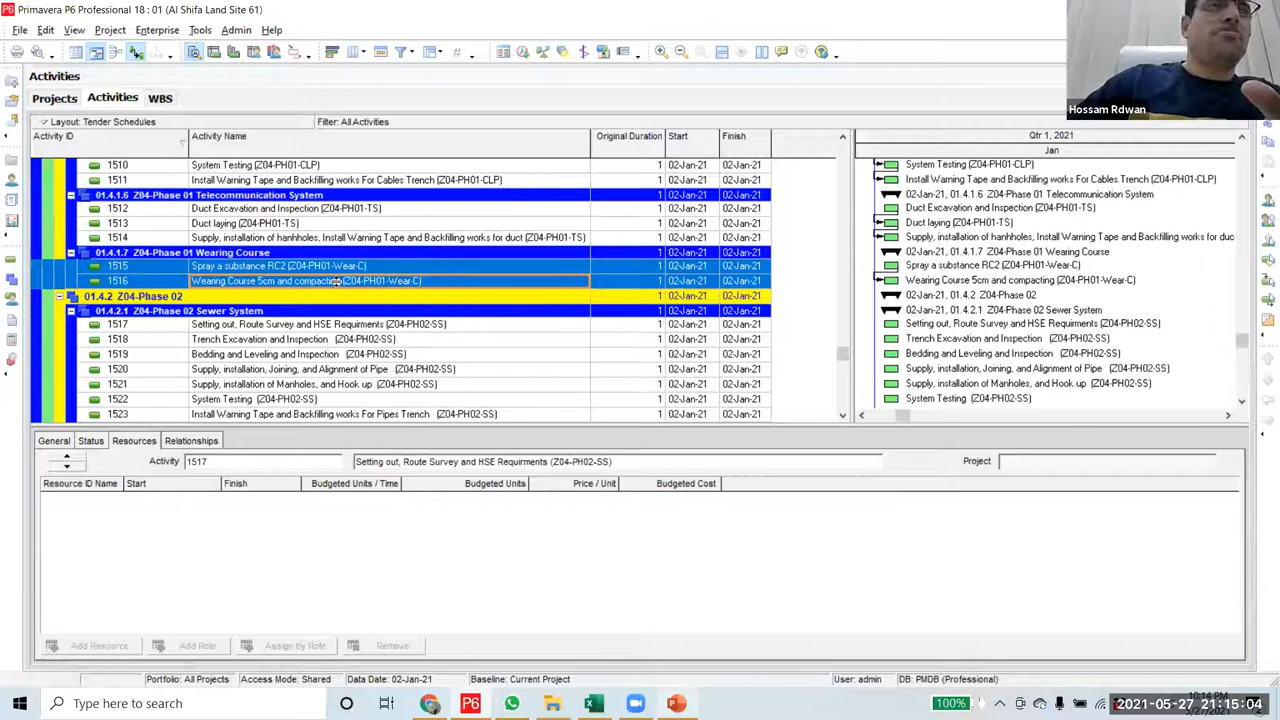 Primavera P6 Professional 18 : 01 (Al Shifa Land Site 61)
File Edit View Project Enterprise Tools Admin Help
Activities
Projects Activities WBS
Layout: Tender Schedules Filter: All Activities
Activity ID Activity Name Original Duration Start Finish Qtr 1, 2021
Jan
1510 System Testing (Z04-PH01-CLP) 1 02-Jan-21 02-Jan-21 System Testing (Z04-PH01-CLP)
1511 Install Warning Tape and Backfilling works For Cables Trench (Z04-PH01-CLP) 1 02-Jan-21 02-Jan-21 Install Warning Tape and Backfilling works For Cables Trench (Z04-PH01-CLP)
01.4.1.6 Z04-Phase 01 Telecommunication System 1 02-Jan-21 02-Jan-21 02-Jan-21, 01.4.1.6 Z04-Phase 01 Telecommunication System
1512 Duct Excavation and Inspection (Z04-PH01-TS) 1 02-Jan-21 02-Jan-21 Duct Excavation and Inspection (Z04-PH01-TS)
1513 Duct laying (Z04-PH01-TS) 1 02-Jan-21 02-Jan-21 Duct laying (Z04-PH01-TS)
1514 Supply, installation of hanhholes, Install Warning Tape and Backfilling works for duct (Z04-PH01-TS) 1 02-Jan-21 02-Jan-21 Supply, installation of hanhholes, Install Warning Tape and Backfilling works for duc
01.4.1.7 Z04-Phase 01 Wearing Course 1 02-Jan-21 02-Jan-21 02-Jan-21, 01.4.1.7 Z04-Phase 01 Wearing Course
1515 Spray a substance RC2 (Z04-PH01-Wear-C) 1 02-Jan-21 02-Jan-21 Spray a substance RC2 (Z04-PH01-Wear-C)
1516 Wearing Course 5cm and compacting (Z04-PH01-Wear-C) 1 02-Jan-21 02-Jan-21 Wearing Course 5cm and compacting (Z04-PH01-Wear-C)
01.4.2 Z04-Phase 02 1 02-Jan-21 02-Jan-21 02-Jan-21, 01.4.2 Z04-Phase 02
01.4.2.1 Z04-Phase 02 Sewer System 1 02-Jan-21 02-Jan-21 02-Jan-21, 01.4.2.1 Z04-Phase 02 Sewer System
1517 Setting out, Route Survey and HSE Requirments (Z04-PH02-SS) 1 02-Jan-21 02-Jan-21 Setting out, Route Survey and HSE Requirments (Z04-PH02-SS)
1518 Trench Excavation and Inspection (Z04-PH02-SS) 1 02-Jan-21 02-Jan-21 Trench Excavation and Inspection (Z04-PH02-SS)
1519 Bedding and Leveling and Inspection (Z04-PH02-SS) 1 02-Jan-21 02-Jan-21 Bedding and Leveling and Inspection (Z04-PH02-SS)
1520 Supply, installation, Joining, and Alignment of Pipe (Z04-PH02-SS) 1 02-Jan-21 02-Jan-21 Supply, installation, Joining, and Alignment of Pipe (Z04-PH02-SS)
1521 Supply, installation of Manholes, and Hook up (Z04-PH02-SS) 1 02-Jan-21 02-Jan-21 Supply, installation of Manholes, and Hook up (Z04-PH02-SS)
1522 System Testing (Z04-PH02-SS) 1 02-Jan-21 02-Jan-21 System Testing (Z04-PH02-SS)
1523 Install Warning Tape and Backfilling works For Pipes Trench (Z04-PH02-SS) 1 02-Jan-21 02-Jan-21
General Status Resources Relationships
Activity 1517 Setting out, Route Survey and HSE Requirments (Z04-PH02-SS) Project
Resource ID Name Start Finish Budgeted Units / Time Budgeted Units Price / Unit Budgeted Cost
Add Resource Add Role Assign by Role Remove
Portfolio: All Projects Access Mode: Shared Data Date: 02-Jan-21 Baseline: Current Project User: admin DB: PMDB (Professional)
Type here to search P6 100% 10:14 PM
5/27/2021
2021-05-27 21:15:04
Hossam Rdwan